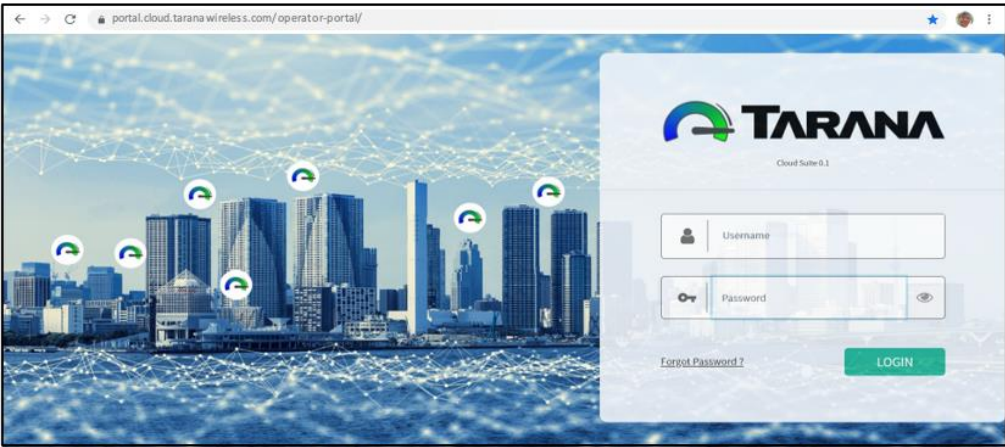 portal.cloud.taranawireless.com/operator-portal/
TARANA
Cloud Suite 0.1
Username
Password
Forgot Password ?
LOGIN